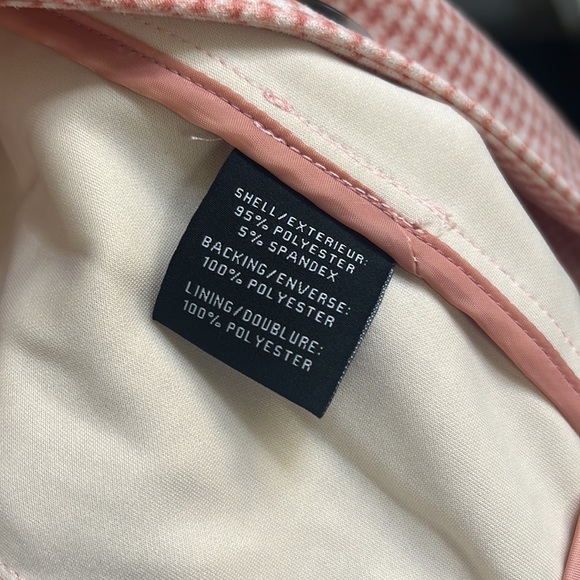 SHELL/EXTERIEUR:
95% POLYESTER
5% SPANDEX
BACKING/ENVERSE:
100% POLYESTER
LINING/DOUBLURE:
100% POLYESTER